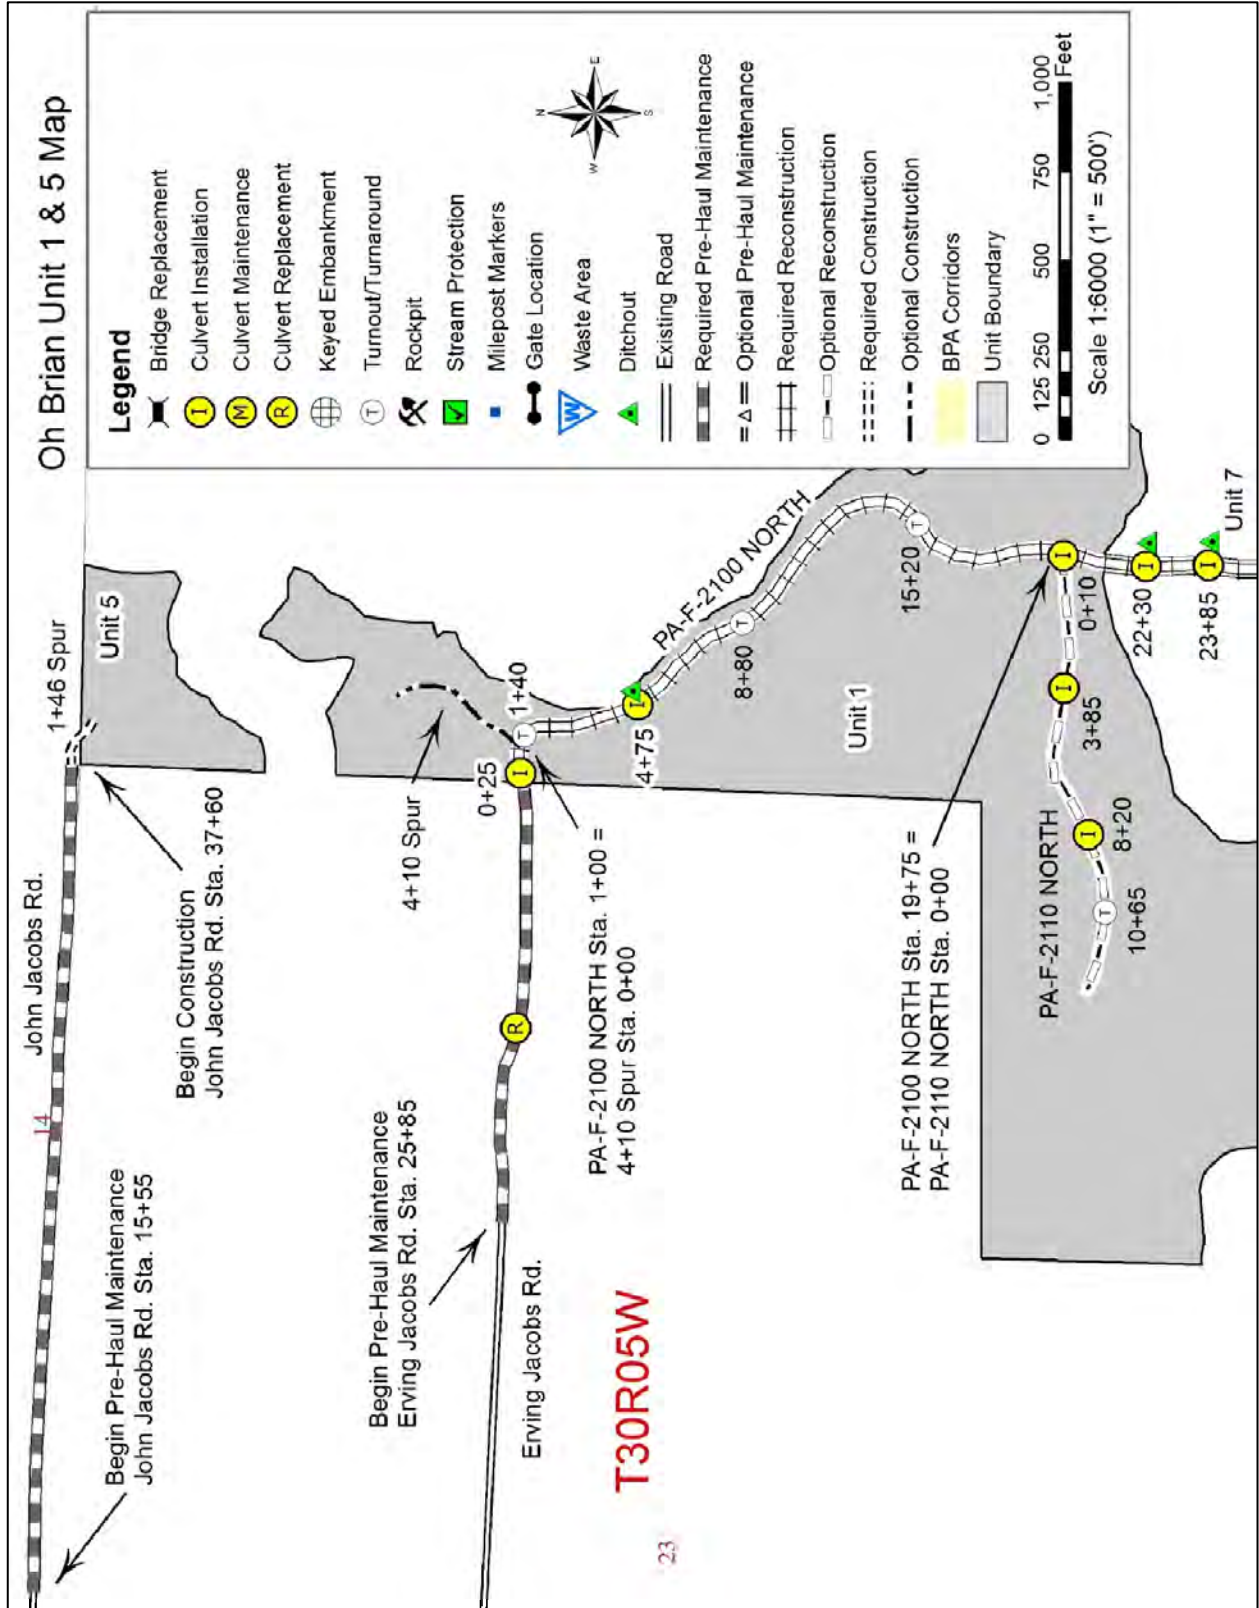 Oh Brian Unit 1 & 5 Map
Legend
Bridge Replacement
I Culvert Installation
M Culvert Maintenance
R Culvert Replacement
Keyed Embankment
T Turnout/Turnaround
Rockpit
Stream Protection
Milepost Markers
Gate Location
W Waste Area
Ditchout
Existing Road
Required Pre-Haul Maintenance
Optional Pre-Haul Maintenance
Required Reconstruction
Optional Reconstruction
Required Construction
Optional Construction
BPA Corridors
Unit Boundary
N
W
E
S
0 125 250 500 750 1,000
Feet
Scale 1:6000 (1" = 500')
John Jacobs Rd.
14
1+46 Spur
Unit 5
Begin Pre-Haul Maintenance
John Jacobs Rd. Sta. 15+55
Begin Construction
John Jacobs Rd. Sta. 37+60
4+10 Spur
Begin Pre-Haul Maintenance
Erving Jacobs Rd. Sta. 25+85
R
0+25
I
T
1+40
Erving Jacobs Rd.
PA-F-2100 NORTH Sta. 1+00 =
4+10 Spur Sta. 0+00
4+75
I
PA-F-2100 NORTH
T30R05W
23
8+80
T
Unit 1
15+20
T
PA-F-2100 NORTH Sta. 19+75 =
PA-F-2110 NORTH Sta. 0+00
PA-F-2110 NORTH
I
0+10
I
3+85
I
8+20
T
10+65
I
22+30
I
23+85
Unit 7